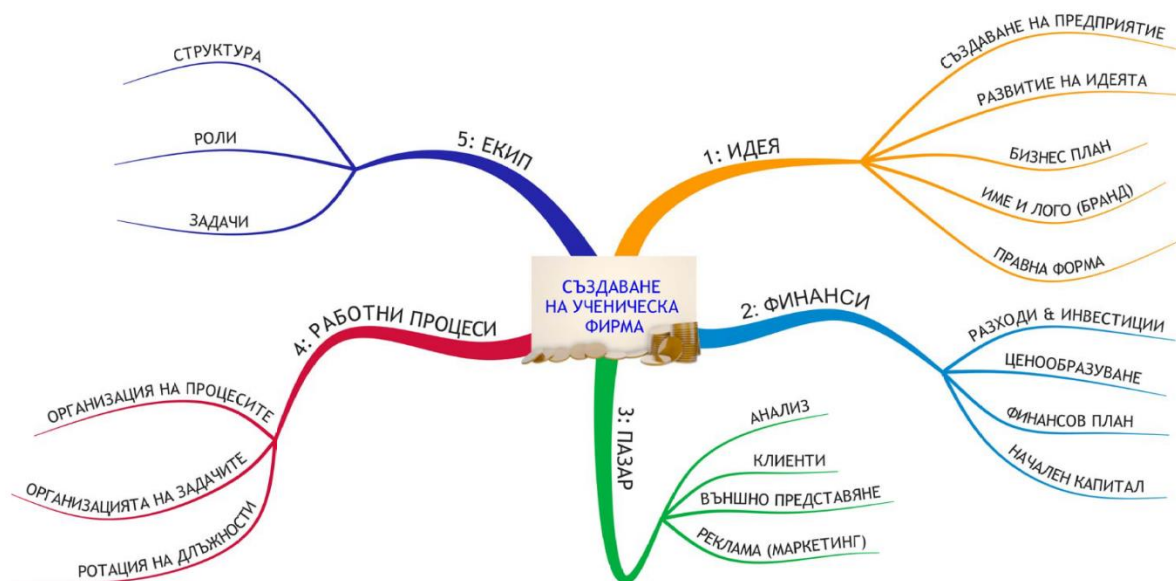 СЪЗДАВАНЕ
НА УЧЕНИЧЕСКА
ФИРМА
1: ИДЕЯ
СЪЗДАВАНЕ НА ПРЕДПРИЯТИЕ
РАЗВИТИЕ НА ИДЕЯТА
БИЗНЕС ПЛАН
ИМЕ И ЛОГО (БРАНД)
ПРАВНА ФОРМА
2: ФИНАНСИ
РАЗХОДИ & ИНВЕСТИЦИИ
ЦЕНООБРАЗУВАНЕ
ФИНАНСОВ ПЛАН
НАЧАЛЕН КАПИТАЛ
3: ПАЗАР
АНАЛИЗ
КЛИЕНТИ
ВЪНШНО ПРЕДСТАВЯНЕ
РЕКЛАМА (МАРКЕТИНГ)
4: РАБОТНИ ПРОЦЕСИ
ОРГАНИЗАЦИЯ НА ПРОЦЕСИТЕ
ОРГАНИЗАЦИЯТА НА ЗАДАЧИТЕ
РОТАЦИЯ НА ДЛЪЖНОСТИ
5: ЕКИП
СТРУКТУРА
РОЛИ
ЗАДАЧИ